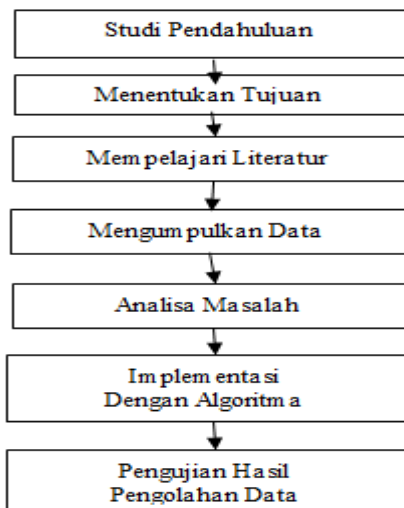 Studi Pendahuluan
Menentukan Tujuan
Mempelajari Literatur
Mengumpulkan Data
Analisa Masalah
Implementasi
Dengan Algoritma
Pengujian Hasil
Pengolahan Data